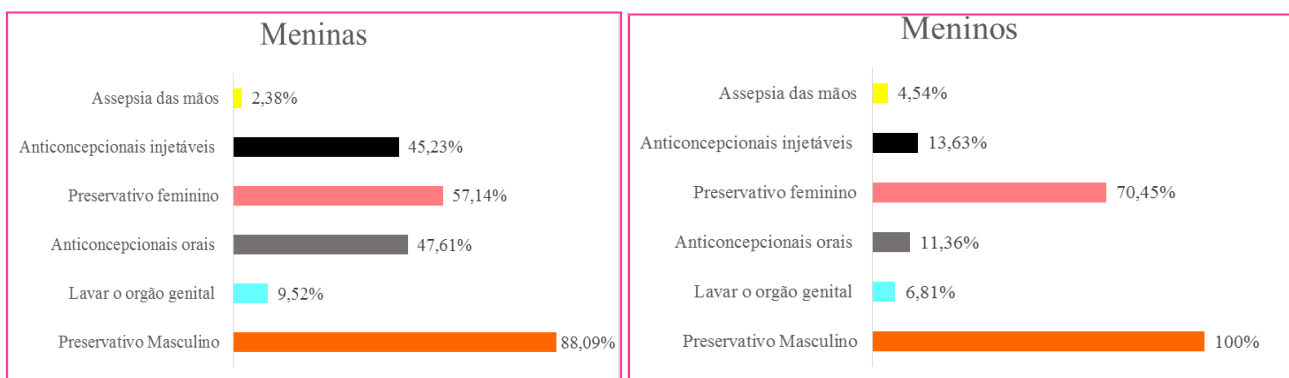 Meninas
Assepsia das mãos 2,38%
Anticoncepcionais injetáveis 45,23%
Preservativo feminino 57,14%
Anticoncepcionais orais 47,61%
Lavar o orgão genital 9,52%
Preservativo Masculino 88,09%
Meninos
Assepsia das mãos 4,54%
Anticoncepcionais injetáveis 13,63%
Preservativo feminino 70,45%
Anticoncepcionais orais 11,36%
Lavar o orgão genital 6,81%
Preservativo Masculino 100%